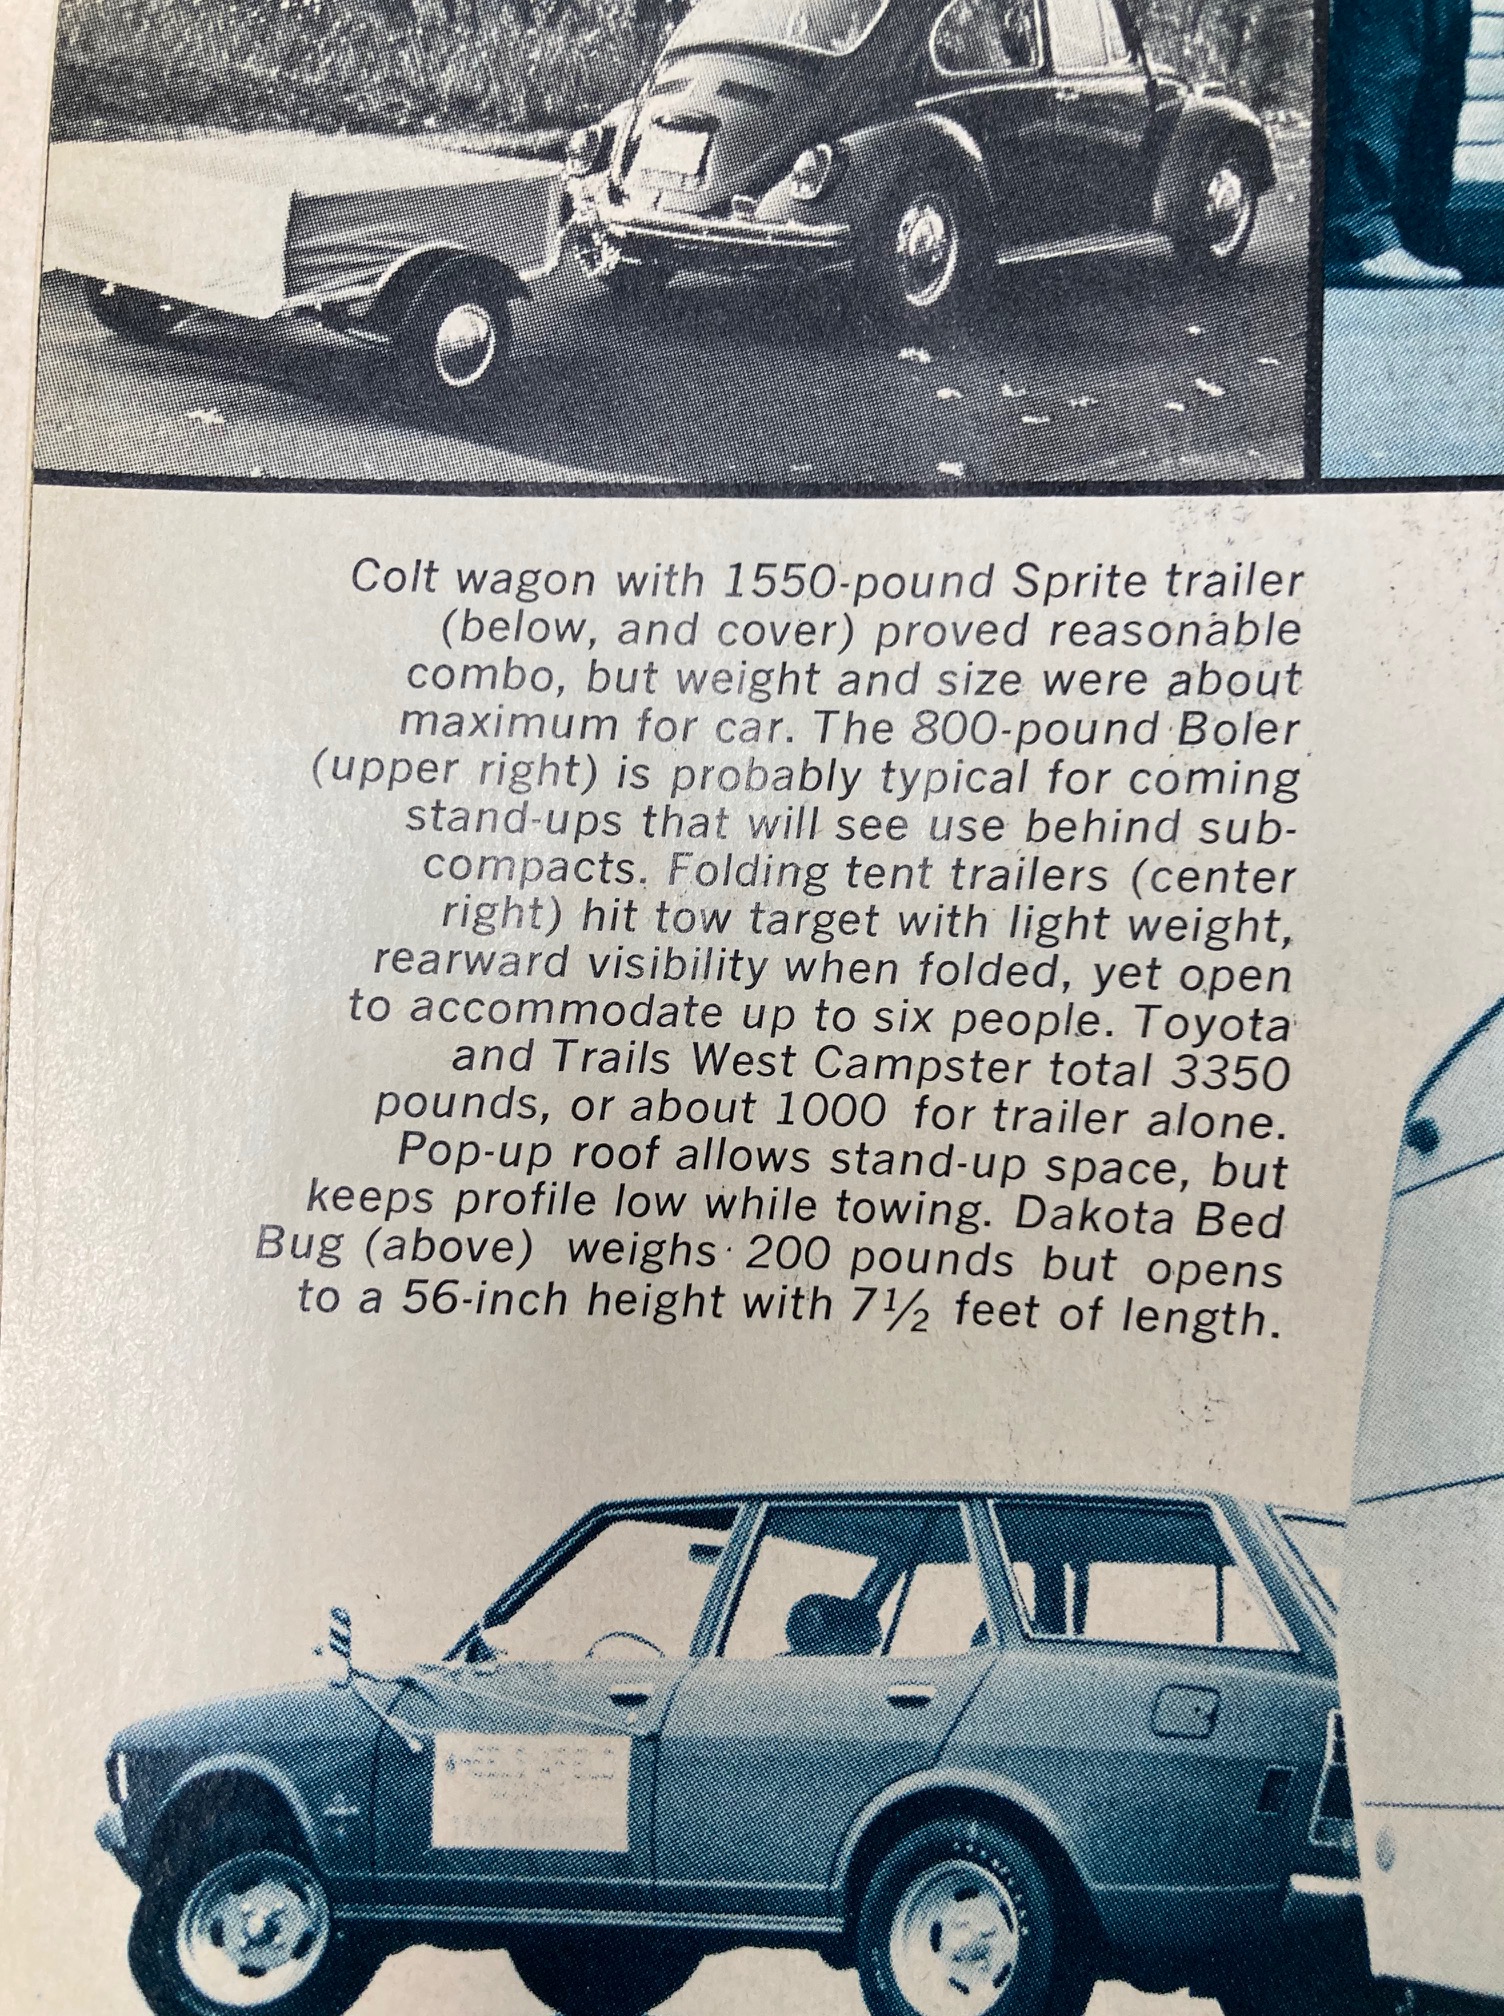 Colt wagon with 1550-pound Sprite trailer
(below, and cover) proved reasonable
combo, but weight and size were about
maximum for car. The 800-pound Boler
(upper right) is probably typical for coming
stand-ups that will see use behind sub-
compacts. Folding tent trailers (center
right) hit tow target with light weight,
rearward visibility when folded, yet open
to accommodate up to six people. Toyota
and Trails West Campster total 3350
pounds, or about 1000 for trailer alone.
Pop-up roof allows stand-up space, but
keeps profile low while towing. Dakota Bed
Bug (above) weighs 200 pounds but opens
to a 56-inch height with 7½ feet of length.